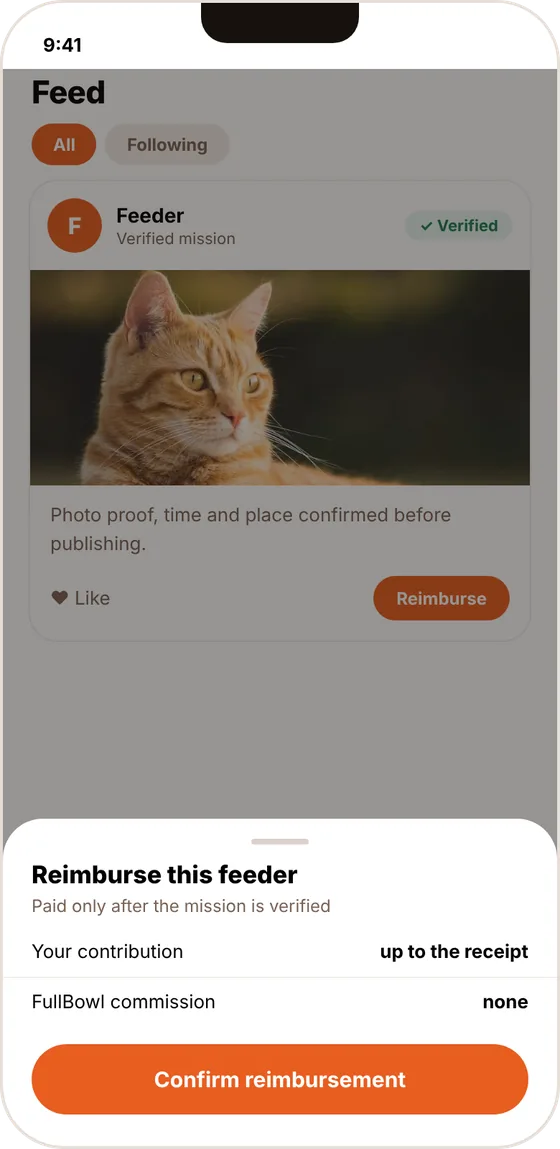 9:41
Feed
All
Following
F
Feeder
Verified mission
✓ Verified
Photo proof, time and place confirmed before
publishing.
♥ Like
Reimburse
Reimburse this feeder
Paid only after the mission is verified
Your contribution
up to the receipt
FullBowl commission
none
Confirm reimbursement